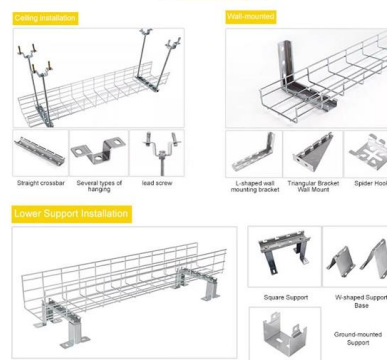 Ceiling installation
Wall-mounted
Straight crossbar
Several types of
hanging
lead screw
L-shaped wall
mounting bracket
Triangular Bracket
Wall Mount
Spider Hook
Lower Support Installation
Square Support
W-shaped Support
Base
Ground-mounted
Support